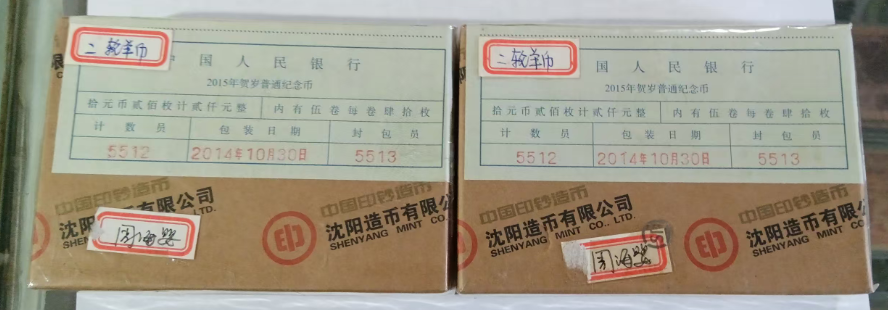 二轮羊币
国人民银行
2015年贺岁普通纪念币
拾元币贰佰枚计贰仟元整 内有伍卷每卷肆拾枚
计数员 包装日期 封包员
5512 2014年10月30日 5513
中国印钞造币
沈阳造币有限公司
SHENYANG MINT CO., LTD.
印
周海婴
二轮羊币
国人民银行
2015年贺岁普通纪念币
拾元币贰佰枚计贰仟元整 内有伍卷每卷肆拾枚
计数员 包装日期 封包员
5512 2014年10月30日 5513
中国印钞造币
沈阳造币有限公司
SHENYANG MINT CO., LTD.
印
周海婴